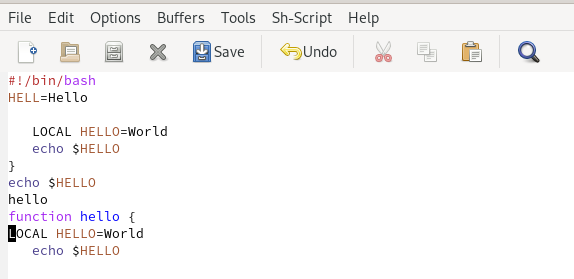 File Edit Options Buffers Tools Sh-Script Help
Save Undo
#!/bin/bash
HELL=Hello
LOCAL HELLO=World
echo $HELLO
}
echo $HELLO
hello
function hello {
LOCAL HELLO=World
echo $HELLO